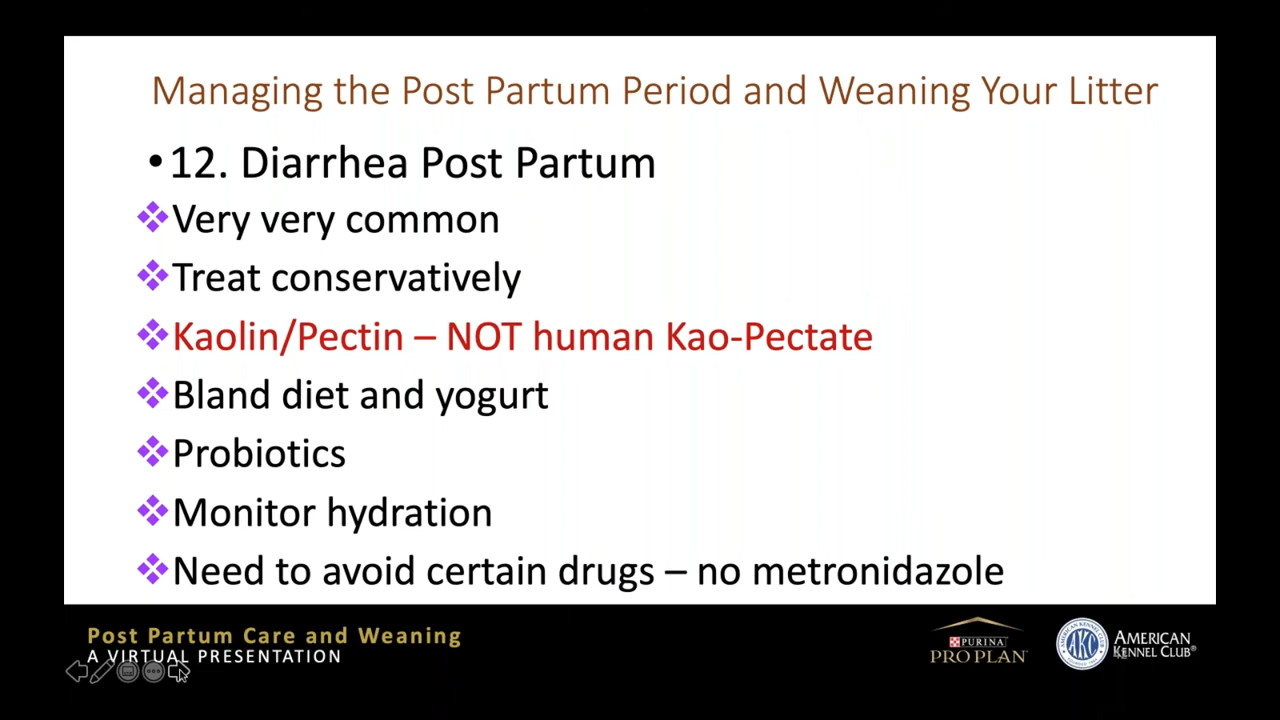 Managing the Post Partum Period and Weaning Your Litter
•12. Diarrhea Post Partum
❖Very very common
❖Treat conservatively
❖Kaolin/Pectin – NOT human Kao-Pectate
❖Bland diet and yogurt
❖Probiotics
❖Monitor hydration
❖Need to avoid certain drugs – no metronidazole
Post Partum Care and Weaning
A VIRTUAL PRESENTATION
PURINA
PRO PLAN
AKC
AMERICAN
KENNEL CLUB®